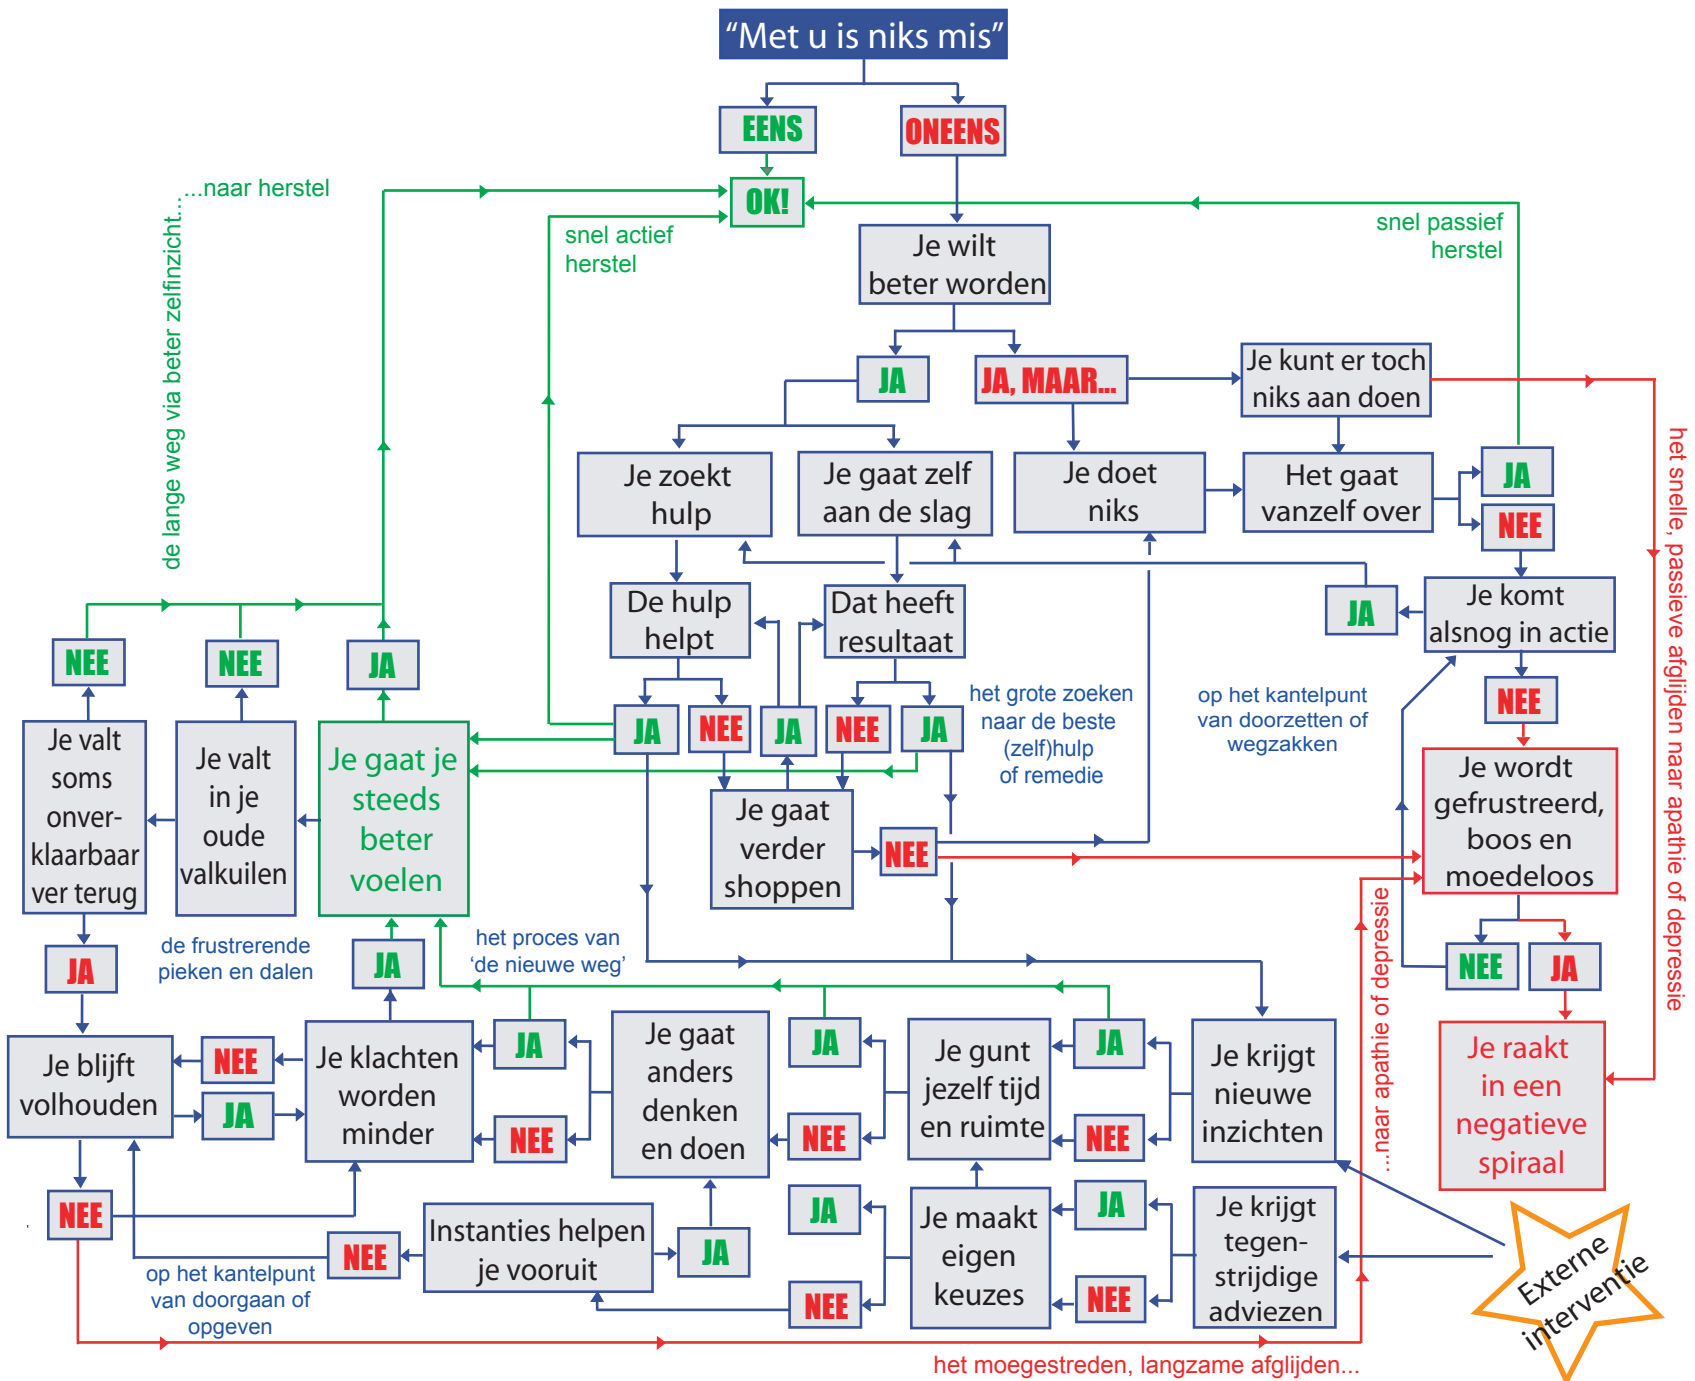 “Met u is niks mis”
EENS
ONEENS
...naar herstel
OK!
snel actief
herstel
snel passief
herstel
de lange weg via beter zelfinzicht...
Je wilt
beter worden
JA
JA, MAAR...
Je kunt er toch
niks aan doen
Je zoekt
hulp
Je gaat zelf
aan de slag
Je doet
niks
Het gaat
vanzelf over
JA
NEE
het snelle, passieve afglijden naar apathie of depressie
De hulp
helpt
Dat heeft
resultaat
JA
Je komt
alsnog in actie
NEE
NEE
JA
NEE
JA
NEE
JA
NEE
JA
het grote zoeken
naar de beste
(zelf)hulp
of remedie
op het kantelpunt
van doorzetten of
wegzakken
Je valt
soms
onver-
klaarbaar
ver terug
Je valt
in je
oude
valkuilen
Je gaat je
steeds
beter
voelen
Je gaat
verder
shoppen
NEE
Je wordt
gefrustreerd,
boos en
moedeloos
JA
de frustrerende
pieken en dalen
JA
het proces van
‘de nieuwe weg’
NEE
JA
...naar apathie of depressie
Je blijft
volhouden
NEE
JA
Je klachten
worden
minder
JA
NEE
Je gaat
anders
denken
en doen
JA
NEE
Je gunt
jezelf tijd
en ruimte
JA
NEE
Je krijgt
nieuwe
inzichten
Je raakt
in een
negatieve
spiraal
NEE
NEE
Instanties helpen
je vooruit
JA
JA
NEE
Je maakt
eigen
keuzes
JA
NEE
Je krijgt
tegen-
strijdige
adviezen
Externe
interventie
op het kantelpunt
van doorgaan of
opgeven
het moegestreden, langzame afglijden...